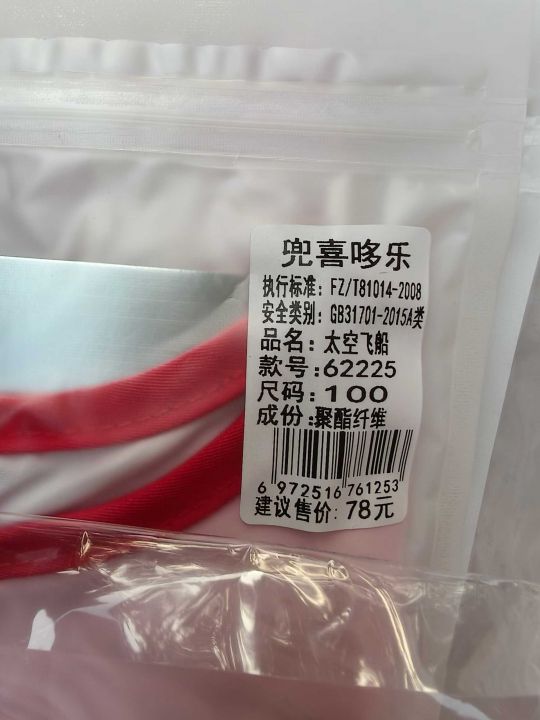 兜喜哆乐
执行标准: FZ/T81014-2008
安全类别: GB31701-2015A类
品名: 太空飞船
款号:62225
尺码:100
成份:聚酯纤维
6 972516 761253
建议售价: 78元